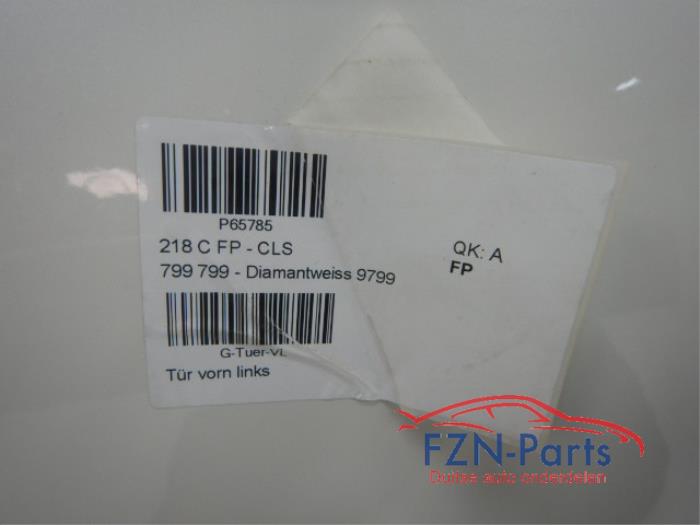 P65785
218 C FP - CLS
799 799 - Diamantweiss 9799
QK: A
FP
G-Tuer-VL
Tür vorn links
FZN-Parts
Duitse auto onderdelen